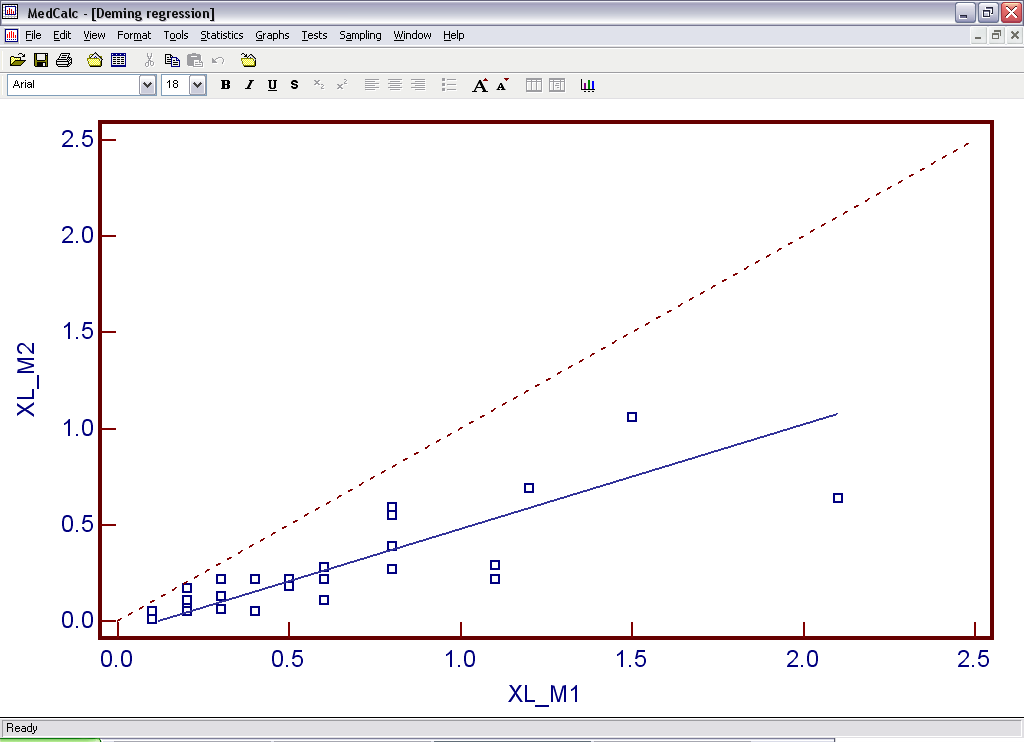 MedCalc - [Deming regression]
File Edit View Format Tools Statistics Graphs Tests Sampling Window Help
Arial 18 B I U S x₂ x² A A
2.5
2.0
1.5
1.0
0.5
0.0
XL_M2
0.0 0.5 1.0 1.5 2.0 2.5
XL_M1
Ready